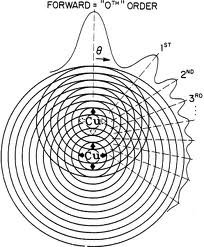 FORWARD = "0TH" ORDER
θ
1ST
2ND
3RD
Cu
Cu